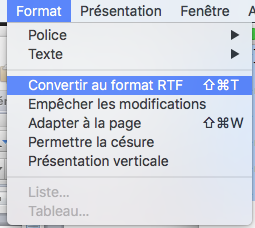 Format Présentation Fenêtre
Police
Texte
Convertir au format RTF ⇧⌘T
Empêcher les modifications
Adapter à la page ⇧⌘W
Permettre la césure
Présentation verticale
Liste...
Tableau...